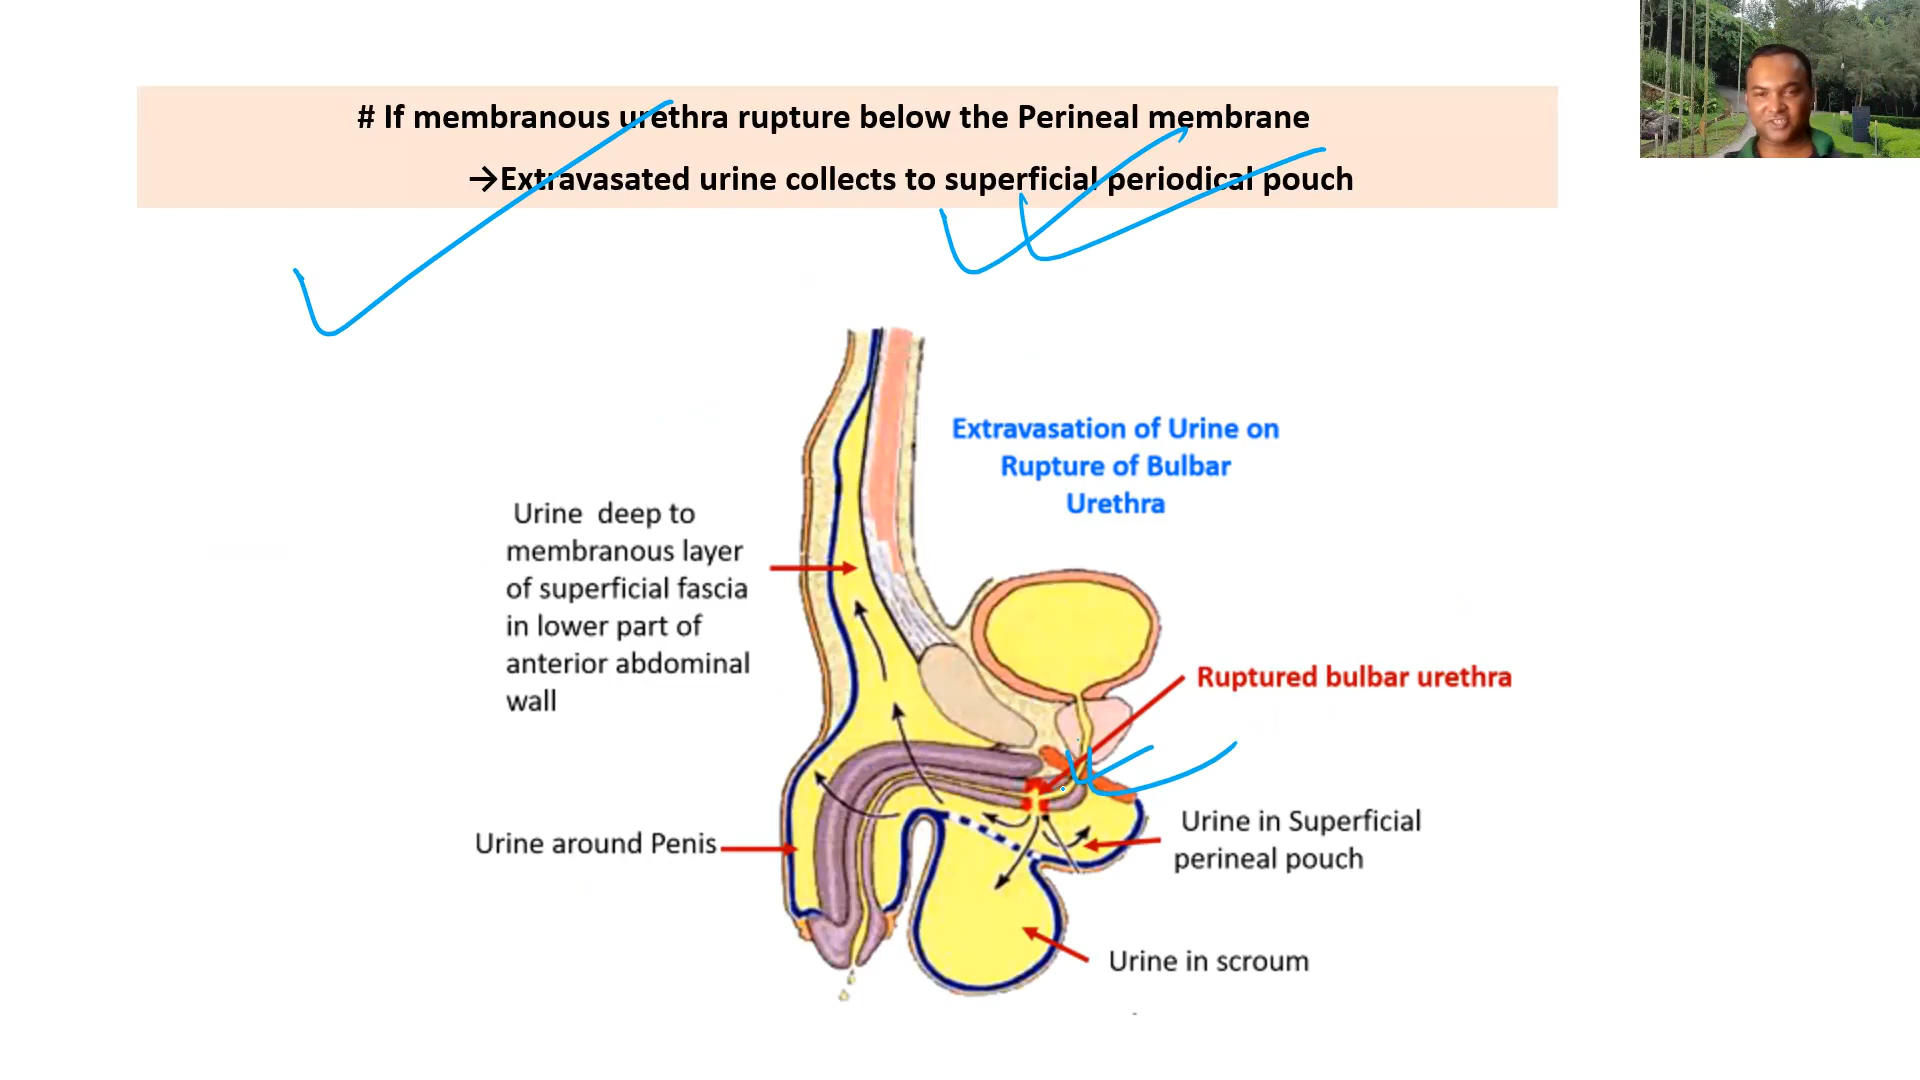 # If membranous urethra rupture below the Perineal membrane
→Extravasated urine collects to superficial periodical pouch
Extravasation of Urine on
Rupture of Bulbar
Urethra
Urine deep to
membranous layer
of superficial fascia
in lower part of
anterior abdominal
wall
Ruptured bulbar urethra
Urine in Superficial
perineal pouch
Urine around Penis
Urine in scroum